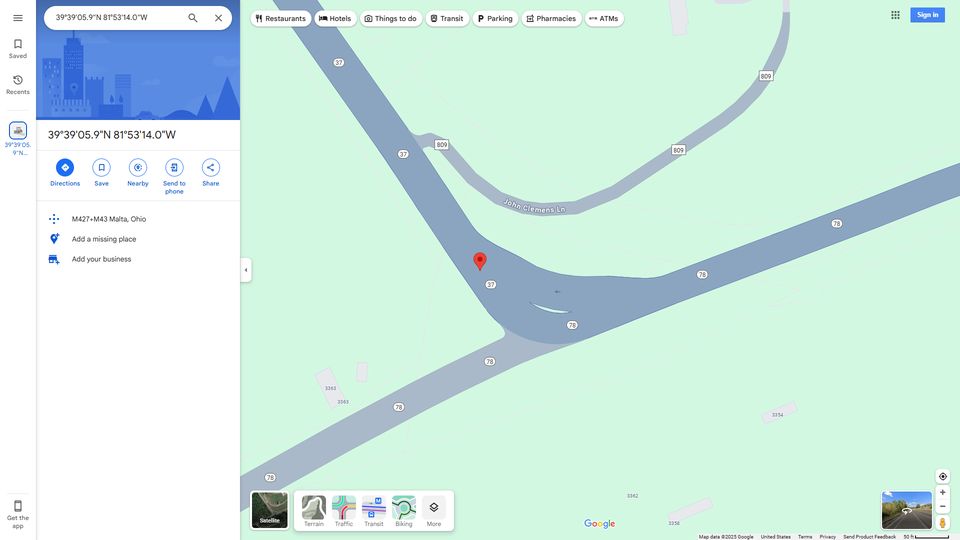 39°39'05.9"N 81°53'14.0"W
Restaurants
Hotels
Things to do
Transit
Parking
Pharmacies
ATMs
Sign in
Saved
Recents
39°39'05.
9"N...
39°39'05.9"N 81°53'14.0"W
Directions
Save
Nearby
Send to
phone
Share
M427+M43 Malta, Ohio
Add a missing place
Add your business
Get the
app
37
809
809
37
809
John Clemens Ln
78
78
37
78
78
78
78
3363
3363
3354
3362
3358
Satellite
Terrain
Traffic
Transit
Biking
More
Google
Map data ©2025 Google
United States
Terms
Privacy
Send Product Feedback
50 ft